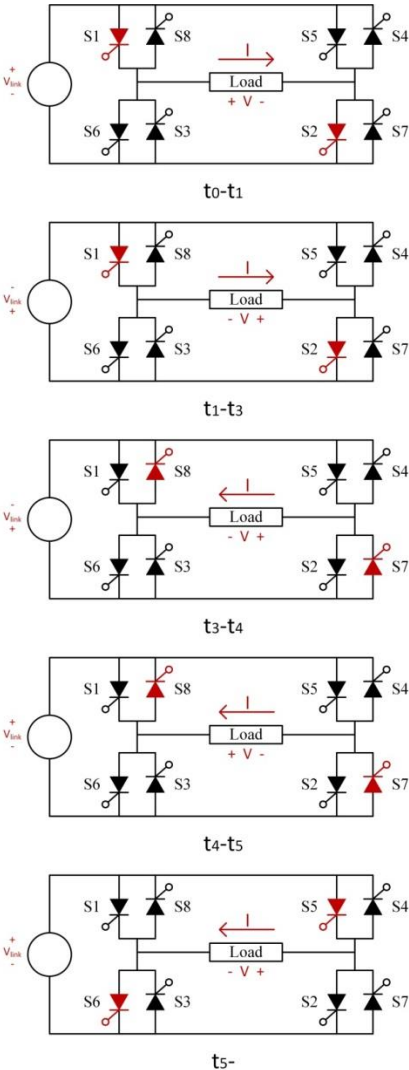 S1 S8 I S5 S4
+
Vlink
-
Load
+ V -
S6 S3 S2 S7
t0-t1
S1 S8 I S5 S4
-
Vlink
+
Load
- V +
S6 S3 S2 S7
t1-t3
S1 S8 I S5 S4
-
Vlink
+
Load
- V +
S6 S3 S2 S7
t3-t4
S1 S8 I S5 S4
+
Vlink
-
Load
+ V -
S6 S3 S2 S7
t4-t5
S1 S8 I S5 S4
+
Vlink
-
Load
- V +
S6 S3 S2 S7
t5-